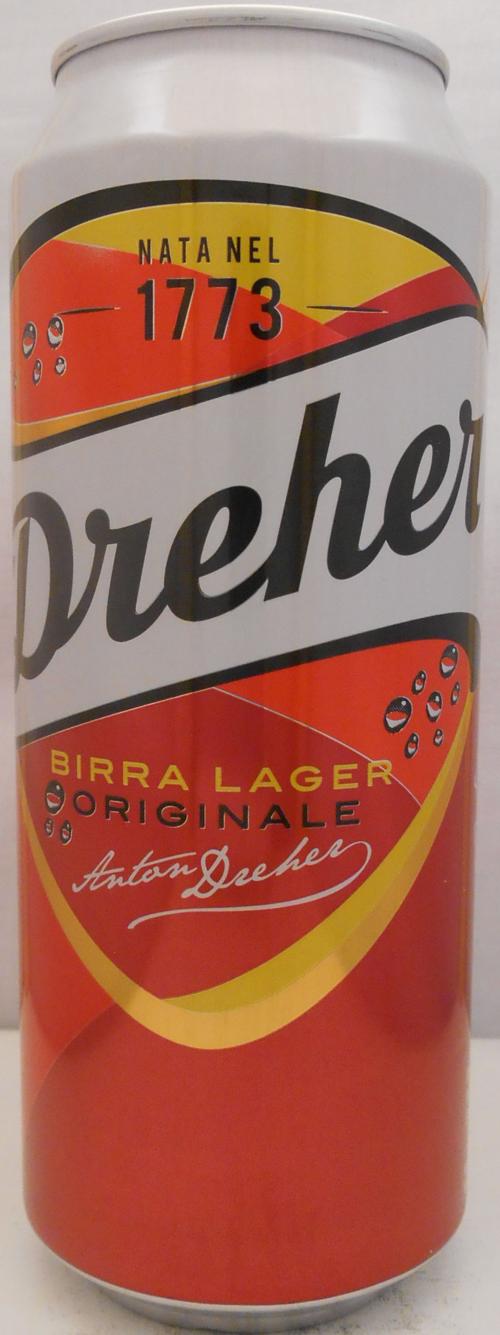 NATA NEL
1773
Dreher
BIRRA LAGER
ORIGINALE
Anton Dreher